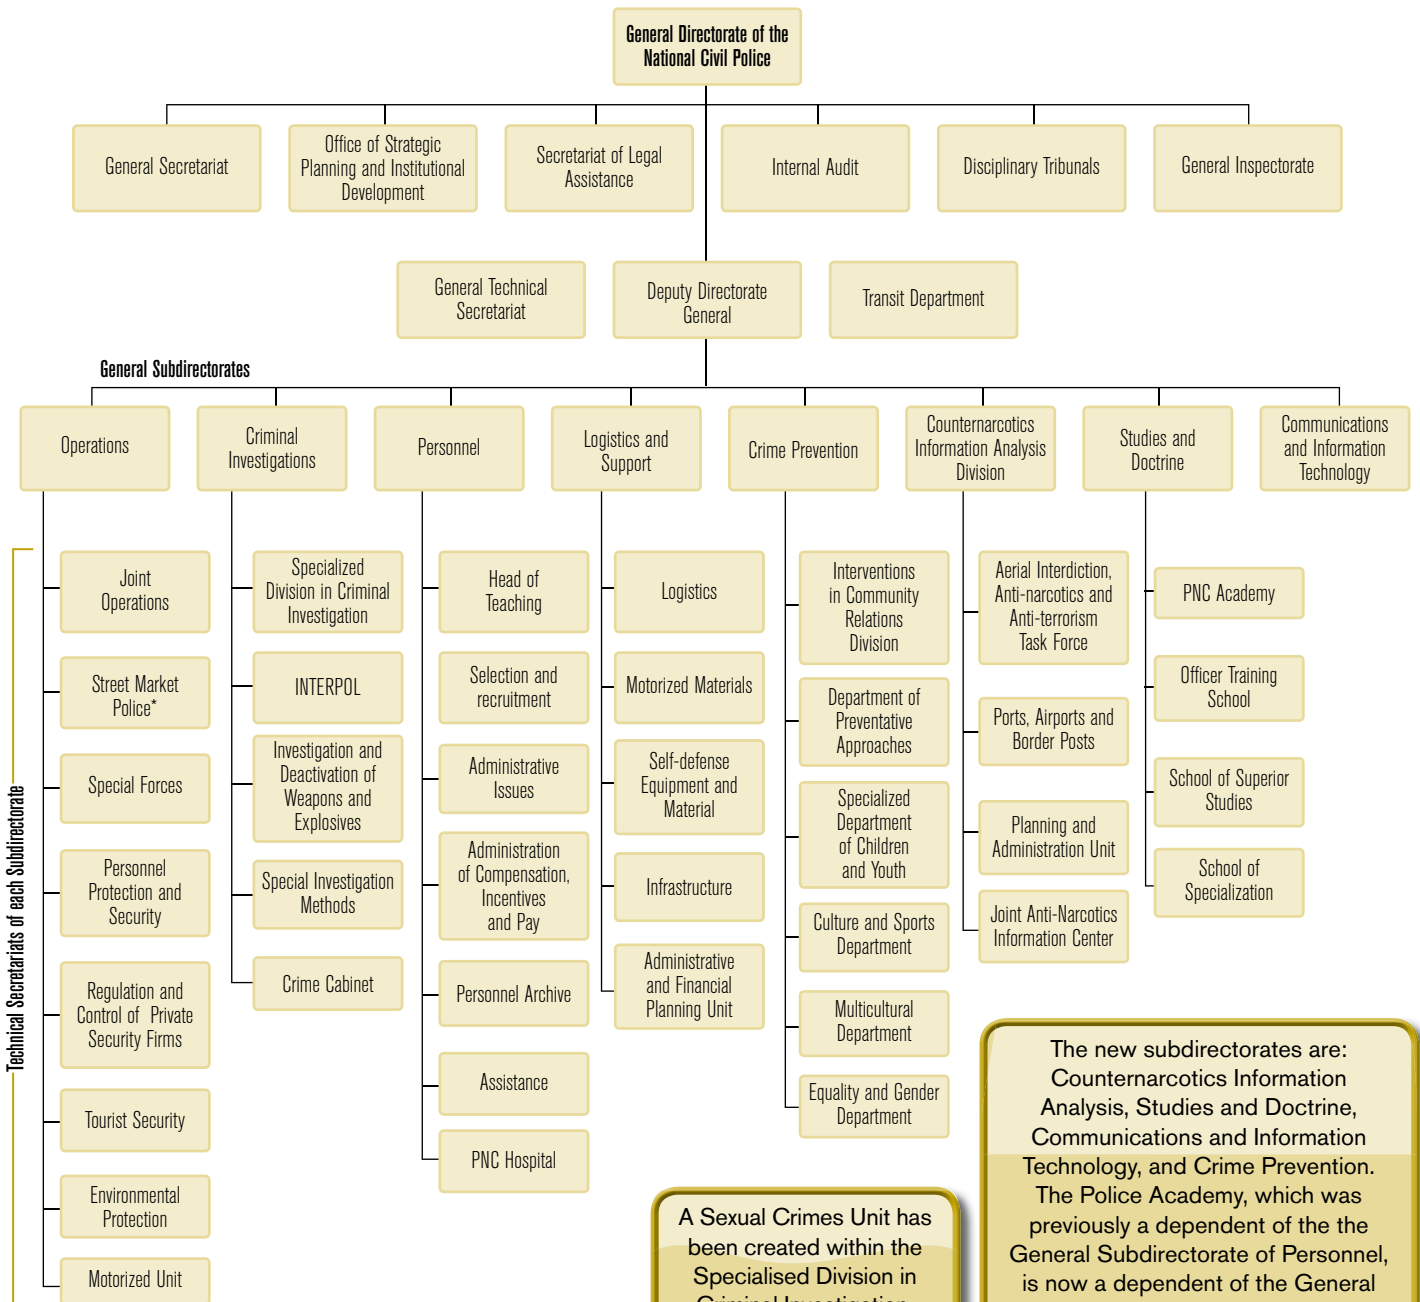 General Directorate of the
National Civil Police
General Secretariat
Office of Strategic
Planning and Institutional
Development
Secretariat of Legal
Assistance
Internal Audit
Disciplinary Tribunals
General Inspectorate
General Technical
Secretariat
Deputy Directorate
General
Transit Department
General Subdirectorates
Operations
Criminal
Investigations
Personnel
Logistics and
Support
Crime Prevention
Counternarcotics
Information Analysis
Division
Studies and
Doctrine
Communications
and Information
Technology
Technical Secretariats of each Subdirectorate
Joint
Operations
Street Market
Police*
Special Forces
Personnel
Protection and
Security
Regulation and
Control of Private
Security Firms
Tourist Security
Environmental
Protection
Motorized Unit
Specialized
Division in Criminal
Investigation
INTERPOL
Investigation and
Deactivation of
Weapons and
Explosives
Special Investigation
Methods
Crime Cabinet
Head of
Teaching
Selection and
recruitment
Administrative
Issues
Administration
of Compensation,
Incentives
and Pay
Personnel Archive
Assistance
PNC Hospital
Logistics
Motorized Materials
Self-defense
Equipment and
Material
Infrastructure
Administrative
and Financial
Planning Unit
Interventions
in Community
Relations
Division
Department of
Preventative
Approaches
Specialized
Department
of Children
and Youth
Culture and Sports
Department
Multicultural
Department
Equality and Gender
Department
Aerial Interdiction,
Anti-narcotics and
Anti-terrorism
Task Force
Ports, Airports and
Border Posts
Planning and
Administration Unit
Joint Anti-Narcotics
Information Center
PNC Academy
Officer Training
School
School of Superior
Studies
School of
Specialization
A Sexual Crimes Unit has
been created within the
Specialised Division in
Criminal Investigation
The new subdirectorates are:
Counternarcotics Information
Analysis, Studies and Doctrine,
Communications and Information
Technology, and Crime Prevention.
The Police Academy, which was
previously a dependent of the the
General Subdirectorate of Personnel,
is now a dependent of the General